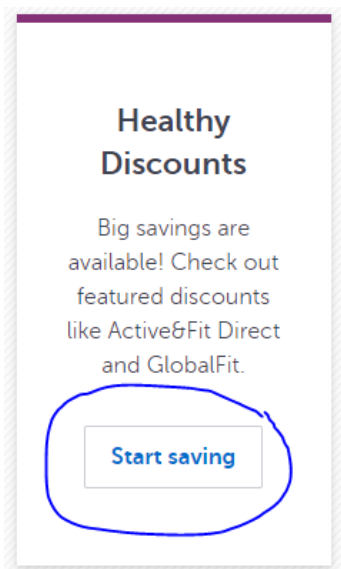 Healthy
Discounts
Big savings are
available! Check out
featured discounts
like Active&Fit Direct
and GlobalFit.
Start saving